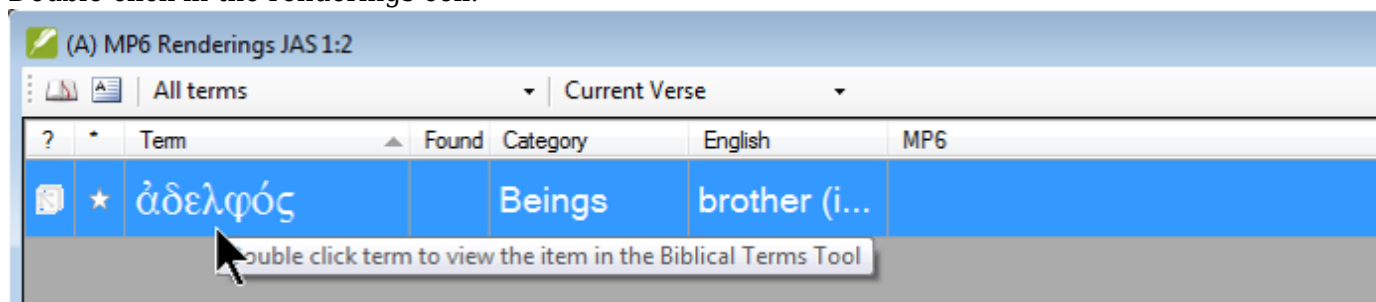 Double-click in the renderings cell.
(A) MP6 Renderings JAS 1:2
All terms Current Verse
? * Term Found Category English MP6
ἀδελφός Beings brother (i...
ouble click term to view the item in the Biblical Terms Tool